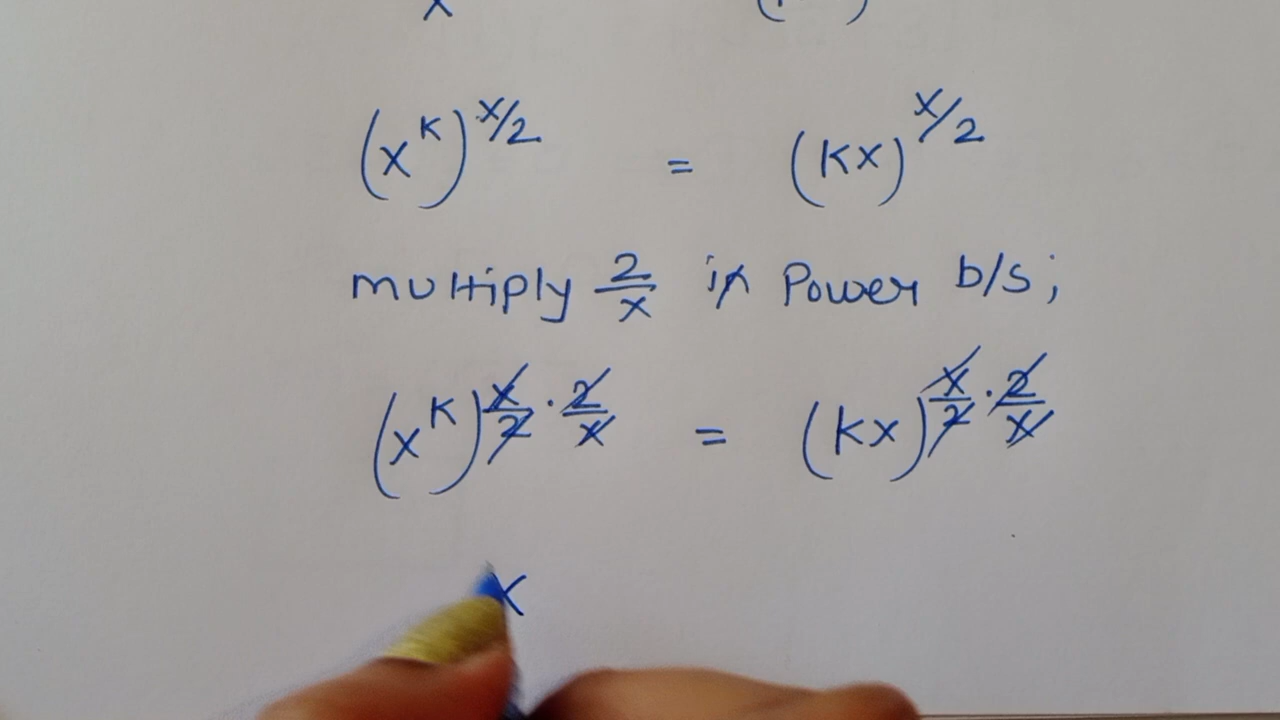 (x^k)^x/2 = (kx)^x/2
multiply 2/x in Power b/s;
(x^k)^x/2 · 2/x = (kx)^x/2 · 2/x
x